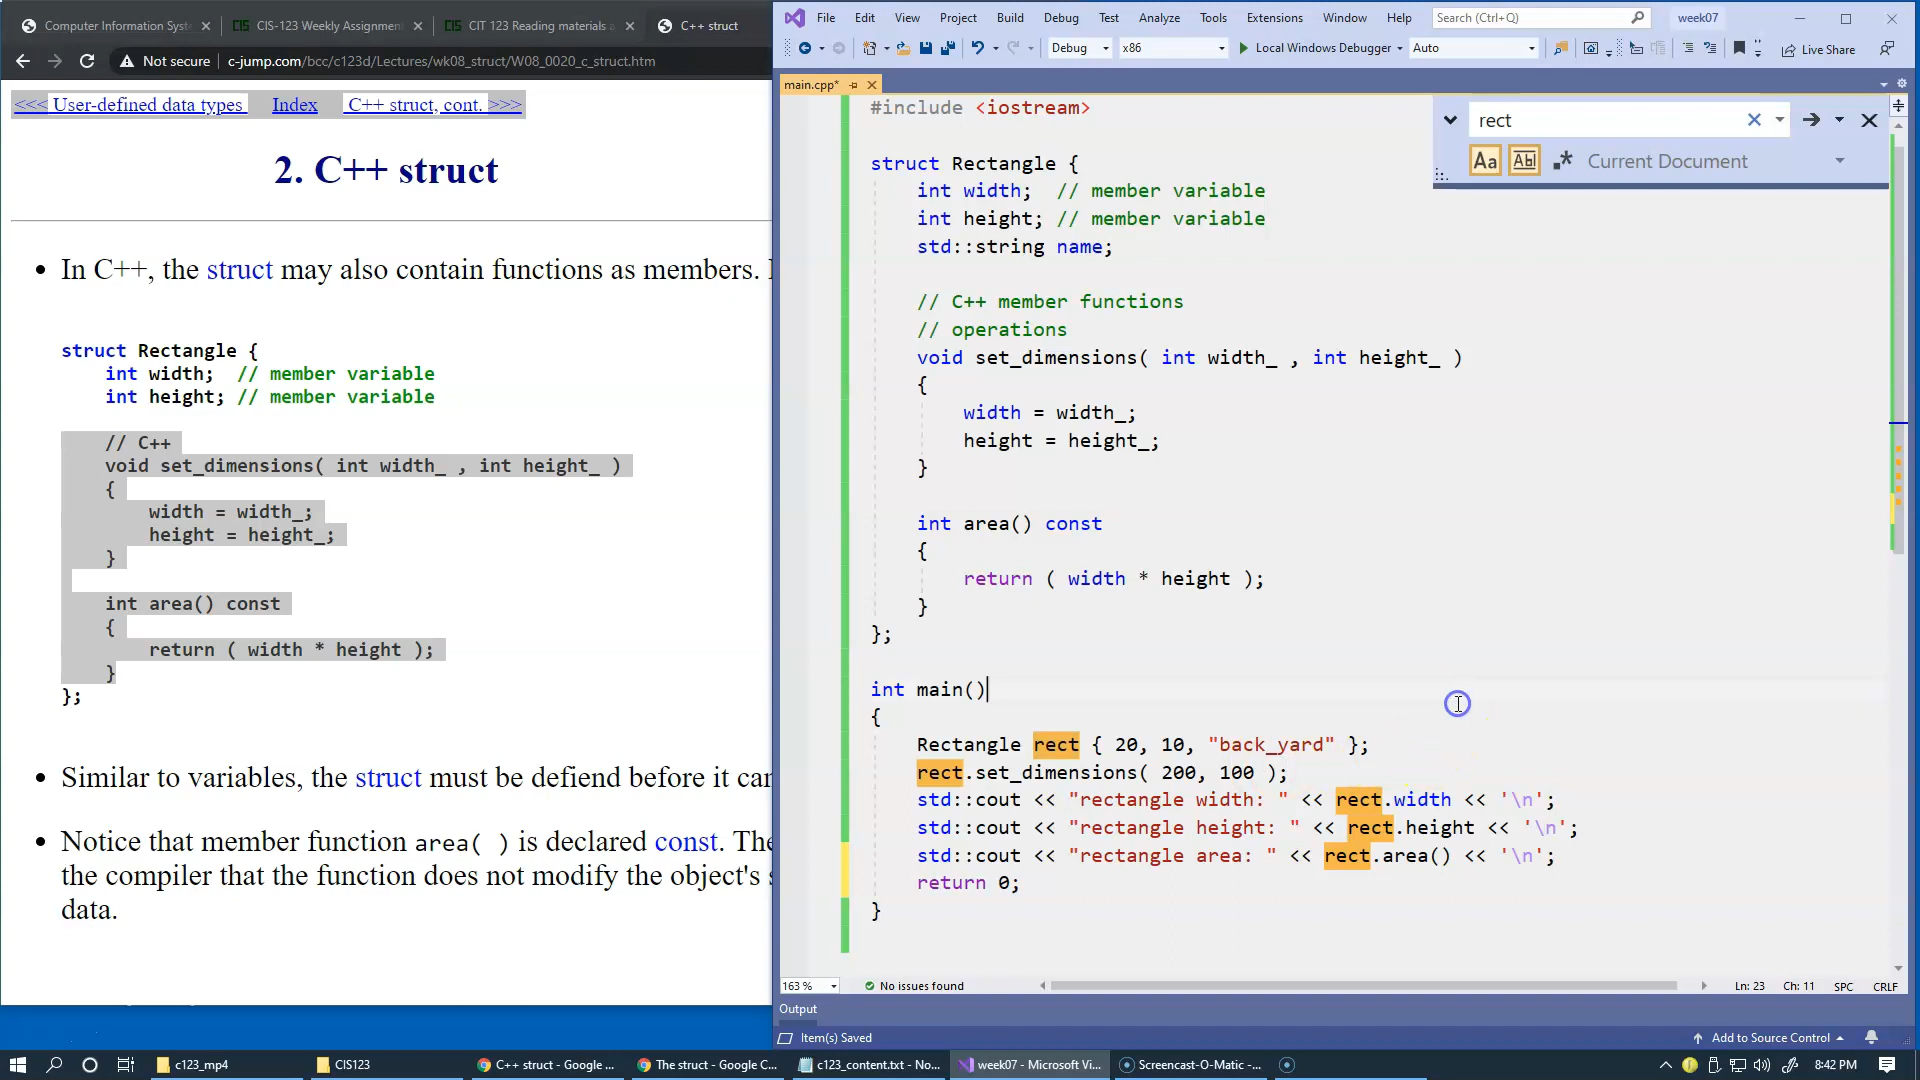 Computer Information Syste
CIS-123 Weekly Assignment
CIT 123 Reading materials a
C++ struct
Not secure
c-jump.com/bcc/c123d/Lectures/wk08_struct/W08_0020_c_struct.htm
<<< User-defined data types Index C++ struct, cont. >>>
2. C++ struct
In C++, the struct may also contain functions as members.
struct Rectangle {
int width; // member variable
int height; // member variable
// C++
void set_dimensions( int width_ , int height_ )
{
width = width_;
height = height_;
}
int area() const
{
return ( width * height );
}
};
Similar to variables, the struct must be defiend before it can
Notice that member function area( ) is declared const. The
the compiler that the function does not modify the object's s
data.
File Edit View Project Build Debug Test Analyze Tools Extensions Window Help Search (Ctrl+Q) week07
Debug x86 Local Windows Debugger Auto Live Share
main.cpp*
rect
Aa Abl .* Current Document
#include <iostream>
struct Rectangle {
int width; // member variable
int height; // member variable
std::string name;
// C++ member functions
// operations
void set_dimensions( int width_ , int height_ )
{
width = width_;
height = height_;
}
int area() const
{
return ( width * height );
}
};
int main()
{
Rectangle rect { 20, 10, "back_yard" };
rect.set_dimensions( 200, 100 );
std::cout << "rectangle width: " << rect.width << '\n';
std::cout << "rectangle height: " << rect.height << '\n';
std::cout << "rectangle area: " << rect.area() << '\n';
return 0;
}
163 % No issues found Ln: 23 Ch: 11 SPC CRLF
Output
Item(s) Saved Add to Source Control
c123_mp4 CIS123 C++ struct - Google ... The struct - Google C... c123_content.txt - No... week07 - Microsoft Vi... Screencast-O-Matic -... 8:42 PM